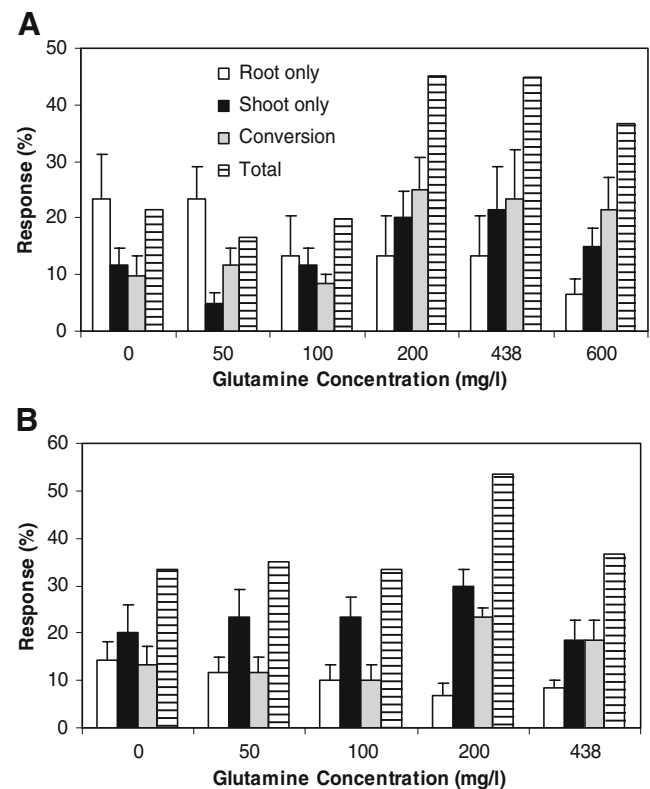 A
50
40
30
20
10
0
Response (%)
Root only
Shoot only
Conversion
Total
0 50 100 200 438 600
Glutamine Concentration (mg/l)
B
60
50
40
30
20
10
0
Response (%)
0 50 100 200 438
Glutamine Concentration (mg/l)